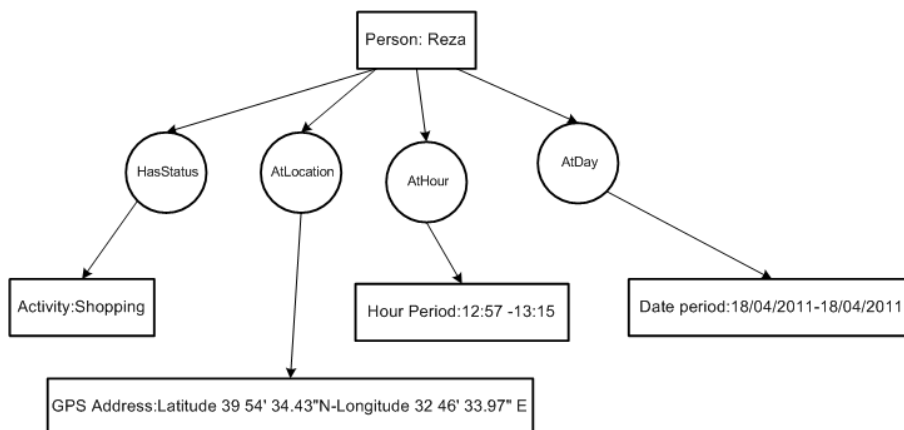 Person: Reza
HasStatus
AtLocation
AtHour
AtDay
Activity:Shopping
Hour Period:12:57 -13:15
Date period:18/04/2011-18/04/2011
GPS Address:Latitude 39 54' 34.43"N-Longitude 32 46' 33.97" E